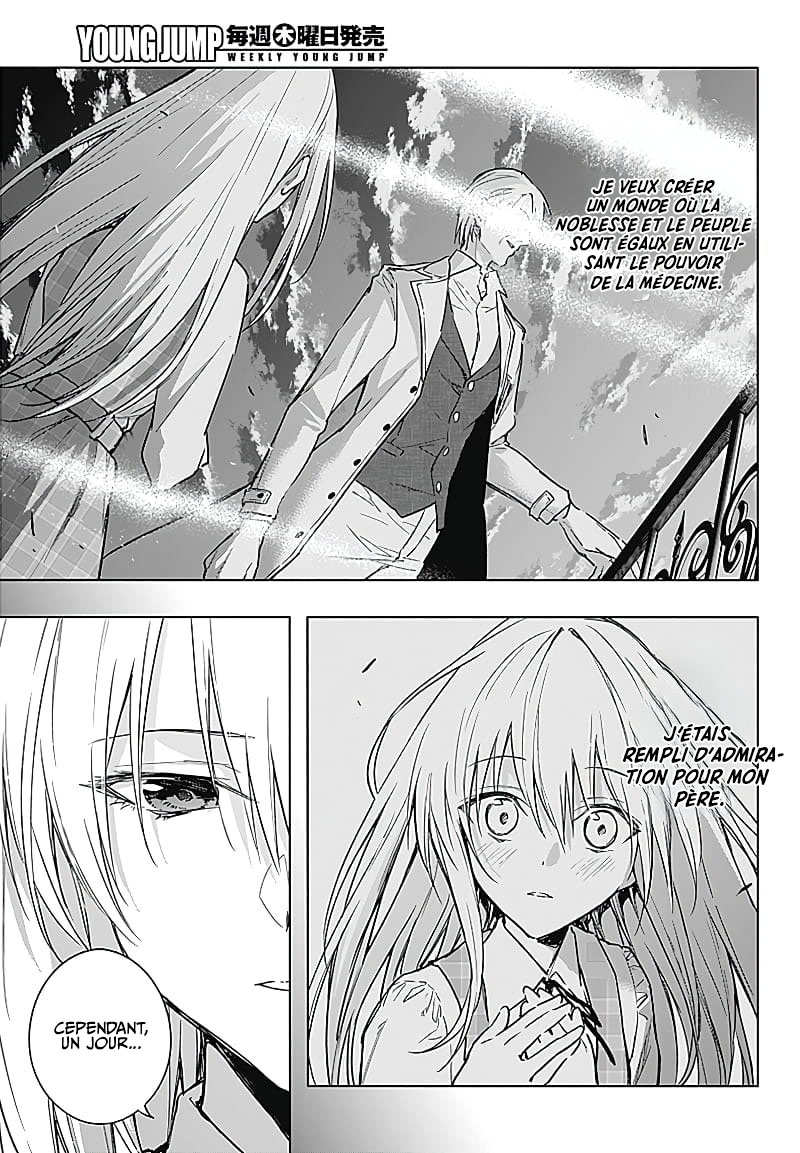 YOUNG JUMP 毎週木曜日発売
WEEKLY YOUNG JUMP
JE VEUX CRÉER
UN MONDE OÙ LA
NOBLESSE ET LE PEUPLE
SONT ÉGAUX EN UTILI-
SANT LE POUVOIR
DE LA MÉDECINE.
J'ÉTAIS
REMPLI D'ADMIRA-
TION POUR MON
PÈRE.
CEPENDANT,
UN JOUR...